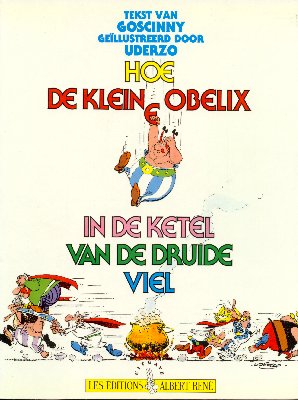 TEKST VAN
GOSCINNY
GEÏLLUSTREERD DOOR
UDERZO
HOE
DE KLEINE OBELIX
IN DE KETEL
VAN DE DRUIDE
VIEL
LES ÉDITIONS ALBERT RENÉ